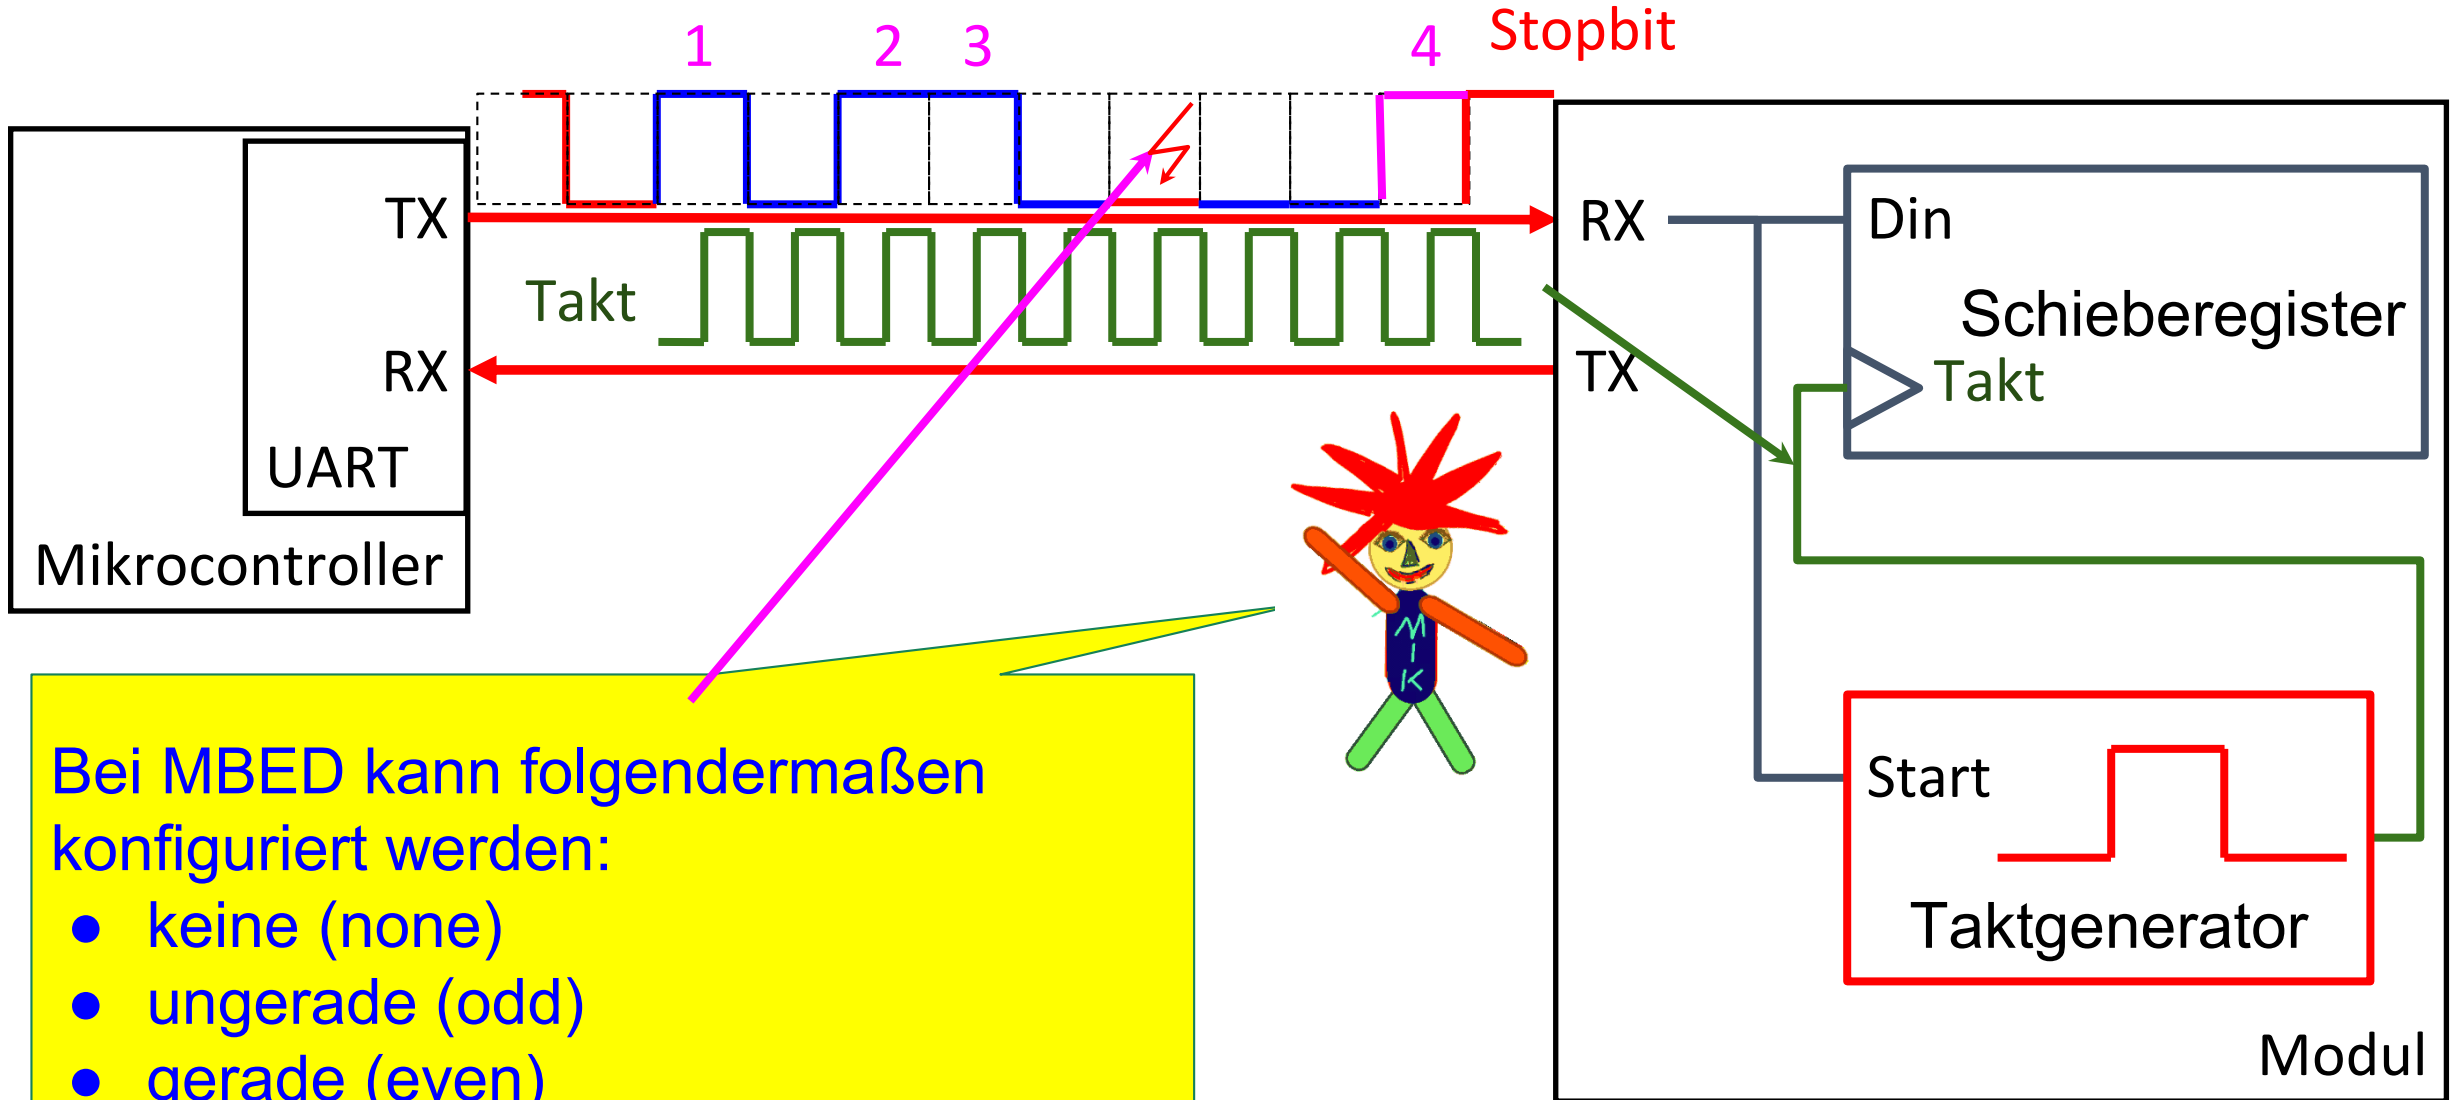 1 2 3 4 Stopbit
TX
RX
UART
Mikrocontroller
Takt
RX
TX
Din
Schieberegister
Takt
Start
Taktgenerator
Modul
M
I
K
Bei MBED kann folgendermaßen
konfiguriert werden:
● keine (none)
● ungerade (odd)
● gerade (even)